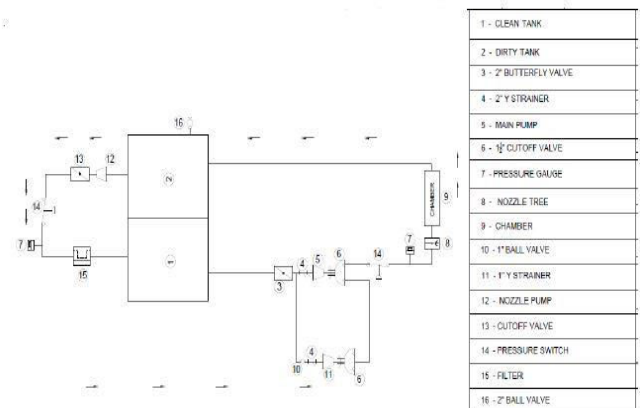 16
13
12
14
7
15
2
1
3
4
5
6
14
7
8
9
CHAMBER
10
4
11
6
1 - CLEAN TANK
2 - DIRTY TANK
3 - 2" BUTTERFLY VALVE
4 - 2" Y STRAINER
5 - MAIN PUMP
6 - 1½" CUTOFF VALVE
7 - PRESSURE GAUGE
8 - NOZZLE TREE
9 - CHAMBER
10 - 1" BALL VALVE
11 - 1" Y STRAINER
12 - NOZZLE PUMP
13 - CUTOFF VALVE
14 - PRESSURE SWITCH
15 - FILTER
16 - 2" BALL VALVE